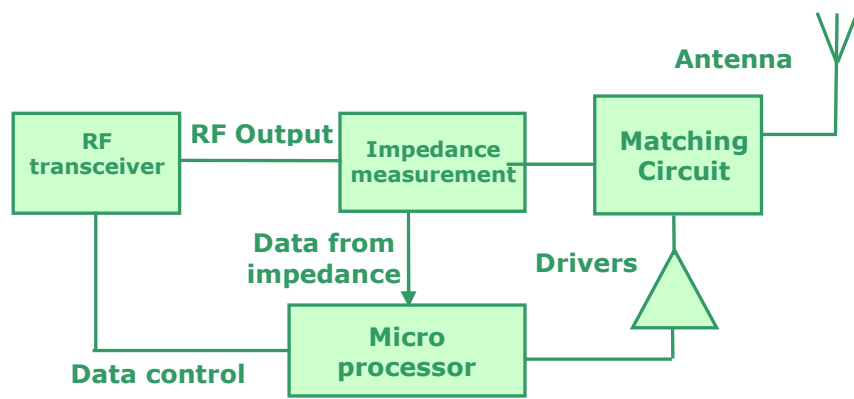 Antenna
RF
transceiver
RF Output
Impedance
measurement
Matching
Circuit
Data from
impedance
Drivers
Micro
processor
Data control